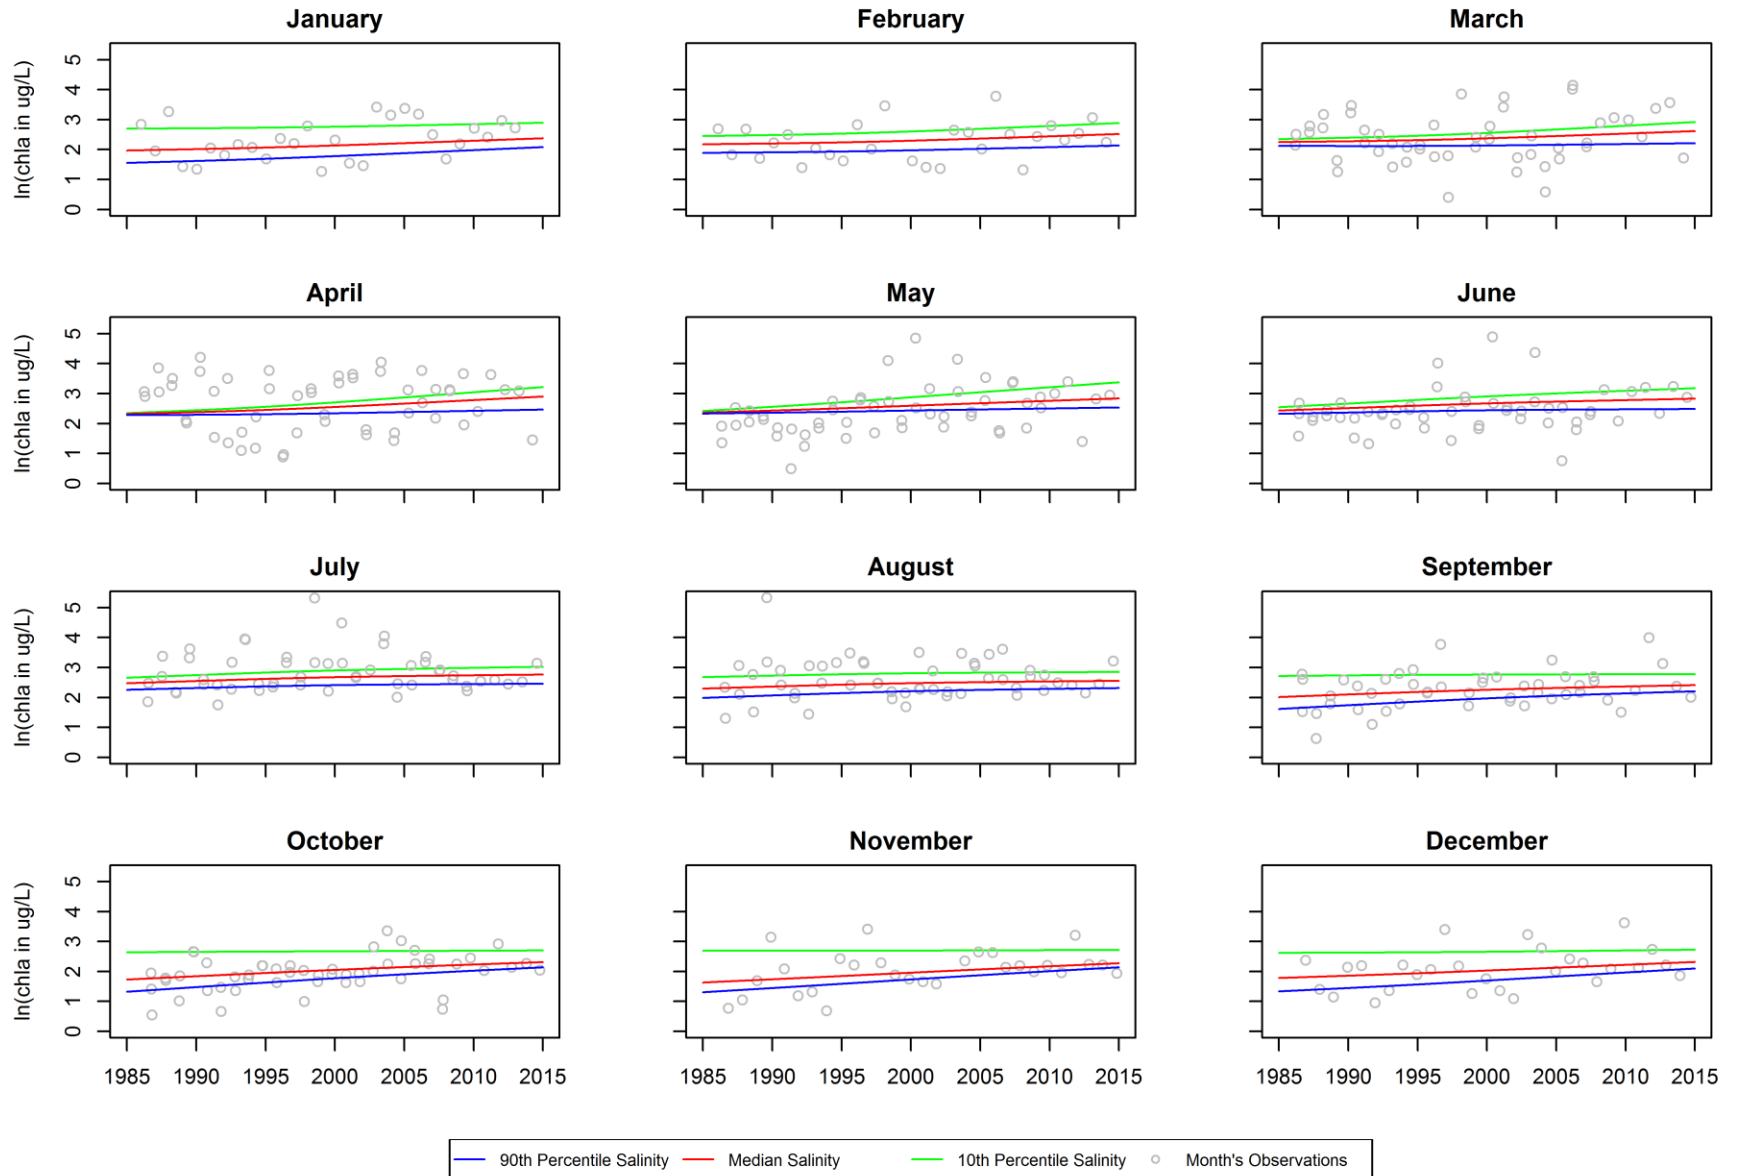 January February March
ln(chla in ug/L)
5
4
3
2
1
0
April May June
ln(chla in ug/L)
5
4
3
2
1
0
July August September
ln(chla in ug/L)
5
4
3
2
1
0
October November December
ln(chla in ug/L)
5
4
3
2
1
0
1985 1990 1995 2000 2005 2010 2015 1985 1990 1995 2000 2005 2010 2015 1985 1990 1995 2000 2005 2010 2015
90th Percentile Salinity Median Salinity 10th Percentile Salinity Month's Observations